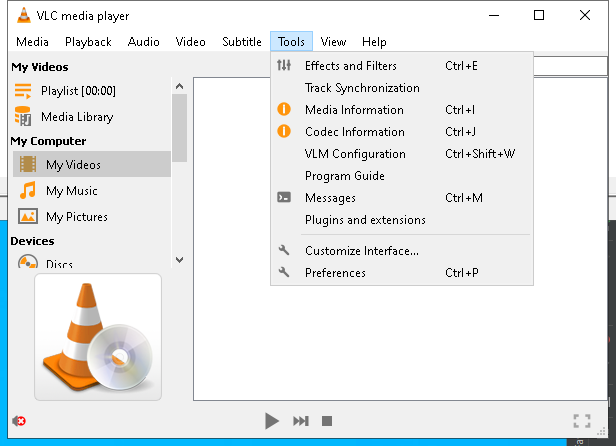 VLC media player
Media Playback Audio Video Subtitle Tools View Help
My Videos
Playlist [00:00]
Media Library
My Computer
My Videos
My Music
My Pictures
Devices
Discs
Effects and Filters Ctrl+E
Track Synchronization
Media Information Ctrl+I
Codec Information Ctrl+J
VLM Configuration Ctrl+Shift+W
Program Guide
Messages Ctrl+M
Plugins and extensions
Customize Interface...
Preferences Ctrl+P